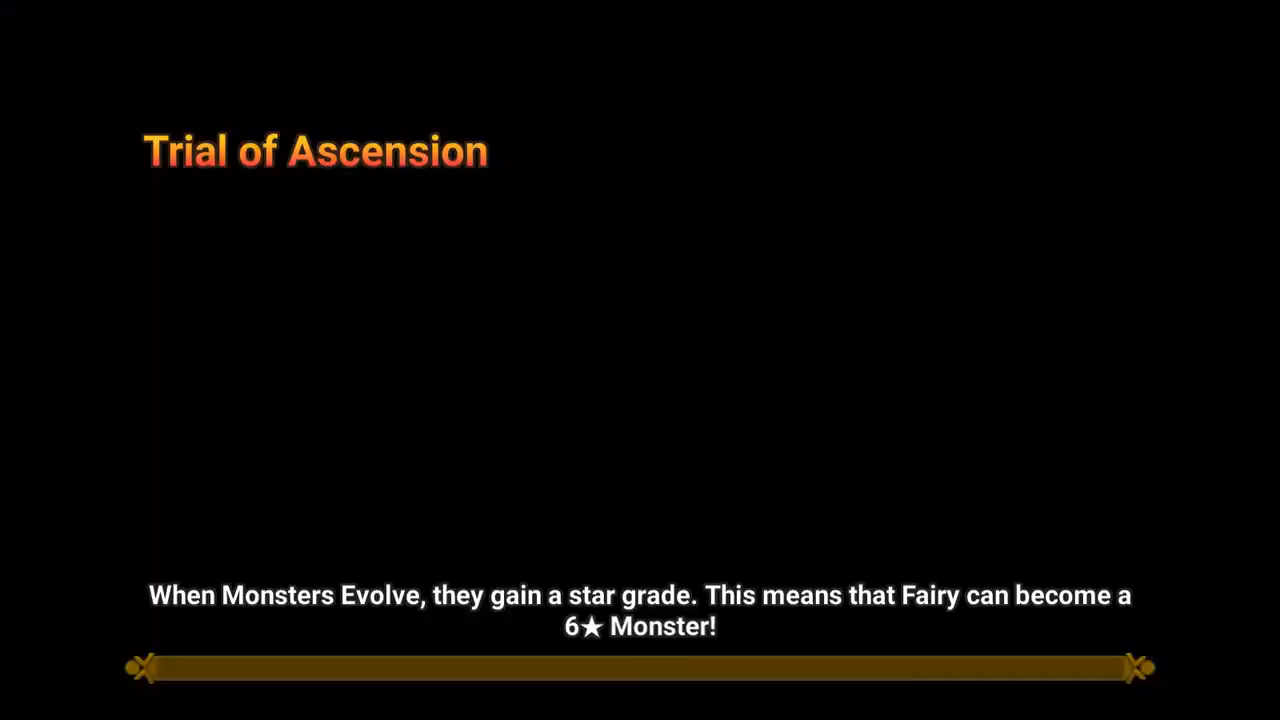 Trial of Ascension
When Monsters Evolve, they gain a star grade. This means that Fairy can become a
6★ Monster!